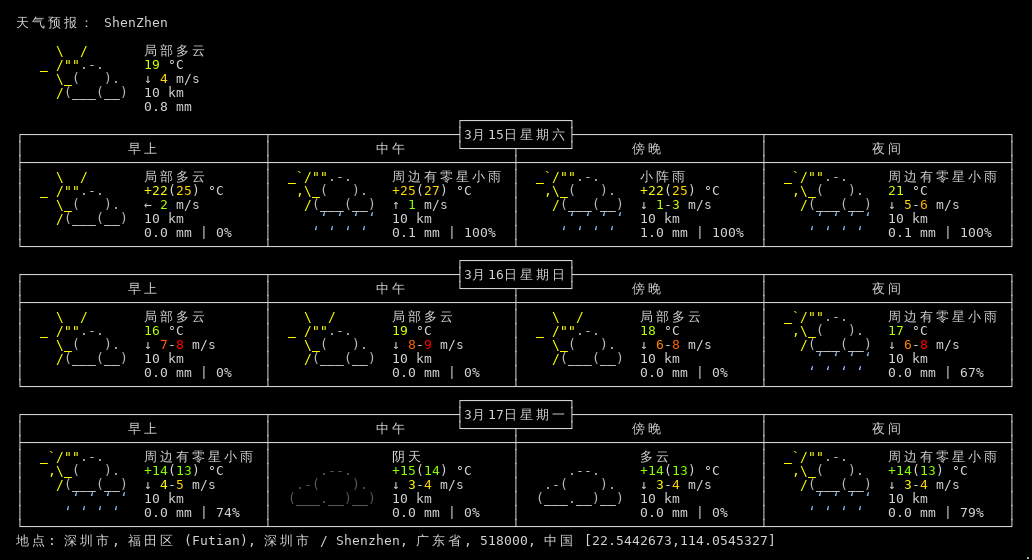 天气预报： ShenZhen
局部多云
19 °C
↓ 4 m/s
10 km
0.8 mm
3月15日星期六
早上 中午 傍晚 夜间
局部多云 周边有零星小雨 小阵雨 周边有零星小雨
+22(25) °C +25(27) °C +22(25) °C 21 °C
← 2 m/s ↑ 1 m/s ↓ 1-3 m/s ↓ 5-6 m/s
10 km 10 km 10 km 10 km
0.0 mm | 0% 0.1 mm | 100% 1.0 mm | 100% 0.1 mm | 100%
3月16日星期日
早上 中午 傍晚 夜间
局部多云 局部多云 局部多云 周边有零星小雨
16 °C 19 °C 18 °C 17 °C
↓ 7-8 m/s ↓ 8-9 m/s ↓ 6-8 m/s ↓ 6-8 m/s
10 km 10 km 10 km 10 km
0.0 mm | 0% 0.0 mm | 0% 0.0 mm | 0% 0.0 mm | 67%
3月17日星期一
早上 中午 傍晚 夜间
周边有零星小雨 阴天 多云 周边有零星小雨
+14(13) °C +15(14) °C +14(13) °C +14(13) °C
↓ 4-5 m/s ↓ 3-4 m/s ↓ 3-4 m/s ↓ 3-4 m/s
10 km 10 km 10 km 10 km
0.0 mm | 74% 0.0 mm | 0% 0.0 mm | 0% 0.0 mm | 79%
地点: 深圳市, 福田区 (Futian), 深圳市 / Shenzhen, 广东省, 518000, 中国 [22.5442673,114.0545327]